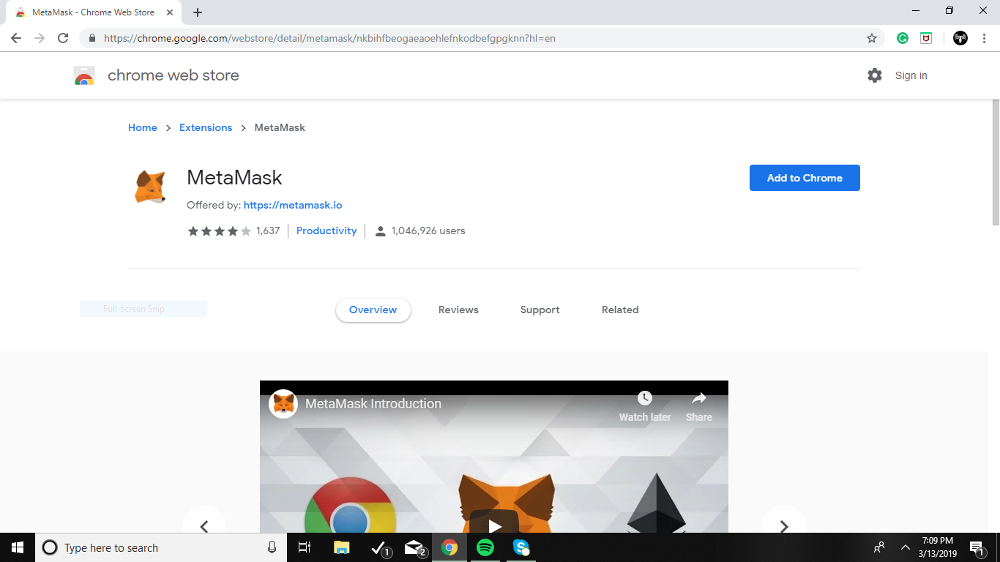 MetaMask - Chrome Web Store
https://chrome.google.com/webstore/detail/metamask/nkbihfbeogaeaoehlefnkodbefgpgknn?hl=en
chrome web store
Sign in
Home > Extensions > MetaMask
MetaMask
Add to Chrome
Offered by: https://metamask.io
1,637 Productivity 1,046,926 users
Full-screen Snip
Overview Reviews Support Related
MetaMask Introduction
Watch later Share
Type here to search
1
2
7:09 PM
3/13/2019
1